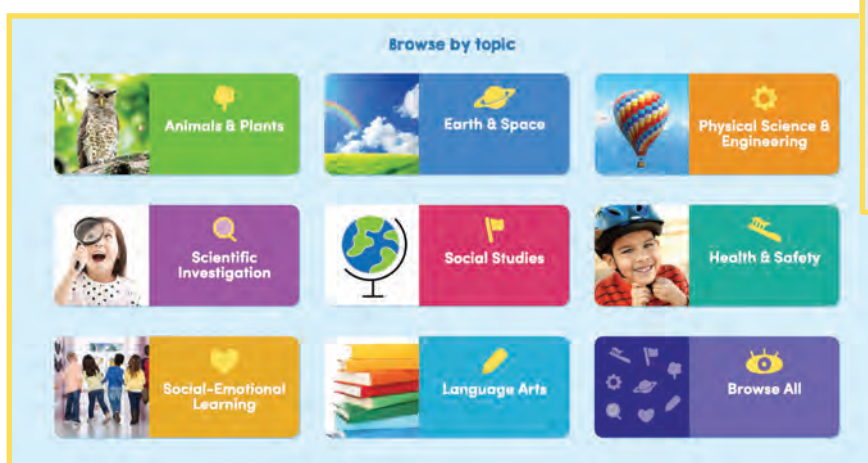 Browse by topic
Animals & Plants
Earth & Space
Physical Science &
Engineering
Scientific
Investigation
Social Studies
Health & Safety
Social-Emotional
Learning
Language Arts
Browse All